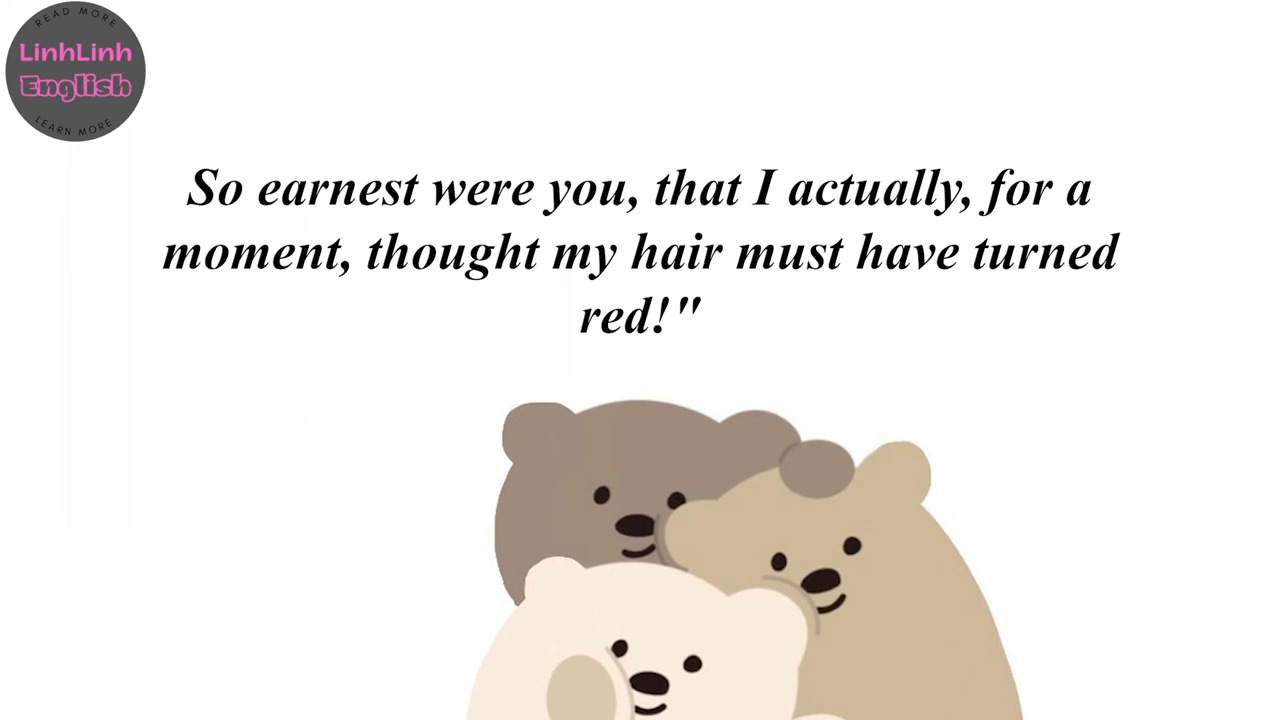 READ MORE
LinhLinh
English
LEARN MORE
So earnest were you, that I actually, for a
moment, thought my hair must have turned
red!"